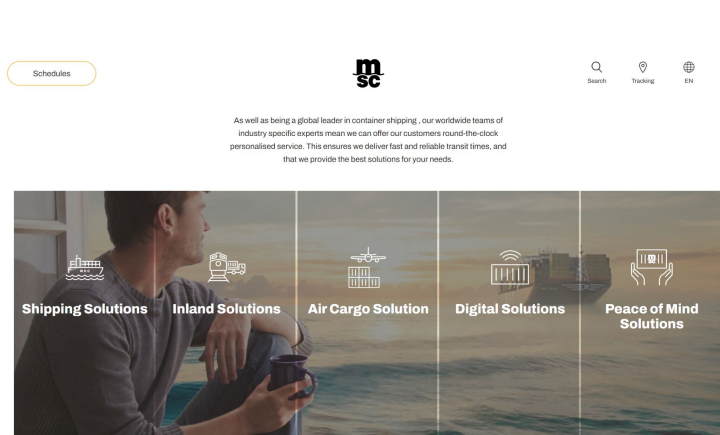 Schedules
msc
Search
Tracking
EN
As well as being a global leader in container shipping , our worldwide teams of
industry specific experts mean we can offer our customers round-the-clock
personalised service. This ensures we deliver fast and reliable transit times, and
that we provide the best solutions for your needs.
Shipping Solutions
Inland Solutions
Air Cargo Solution
Digital Solutions
Peace of Mind
Solutions